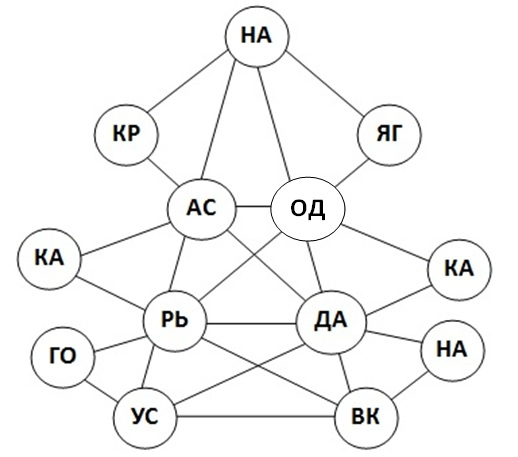 НА
КР ЯГ
АС ОД
КА КА
РЬ ДА
ГО НА
УС ВК